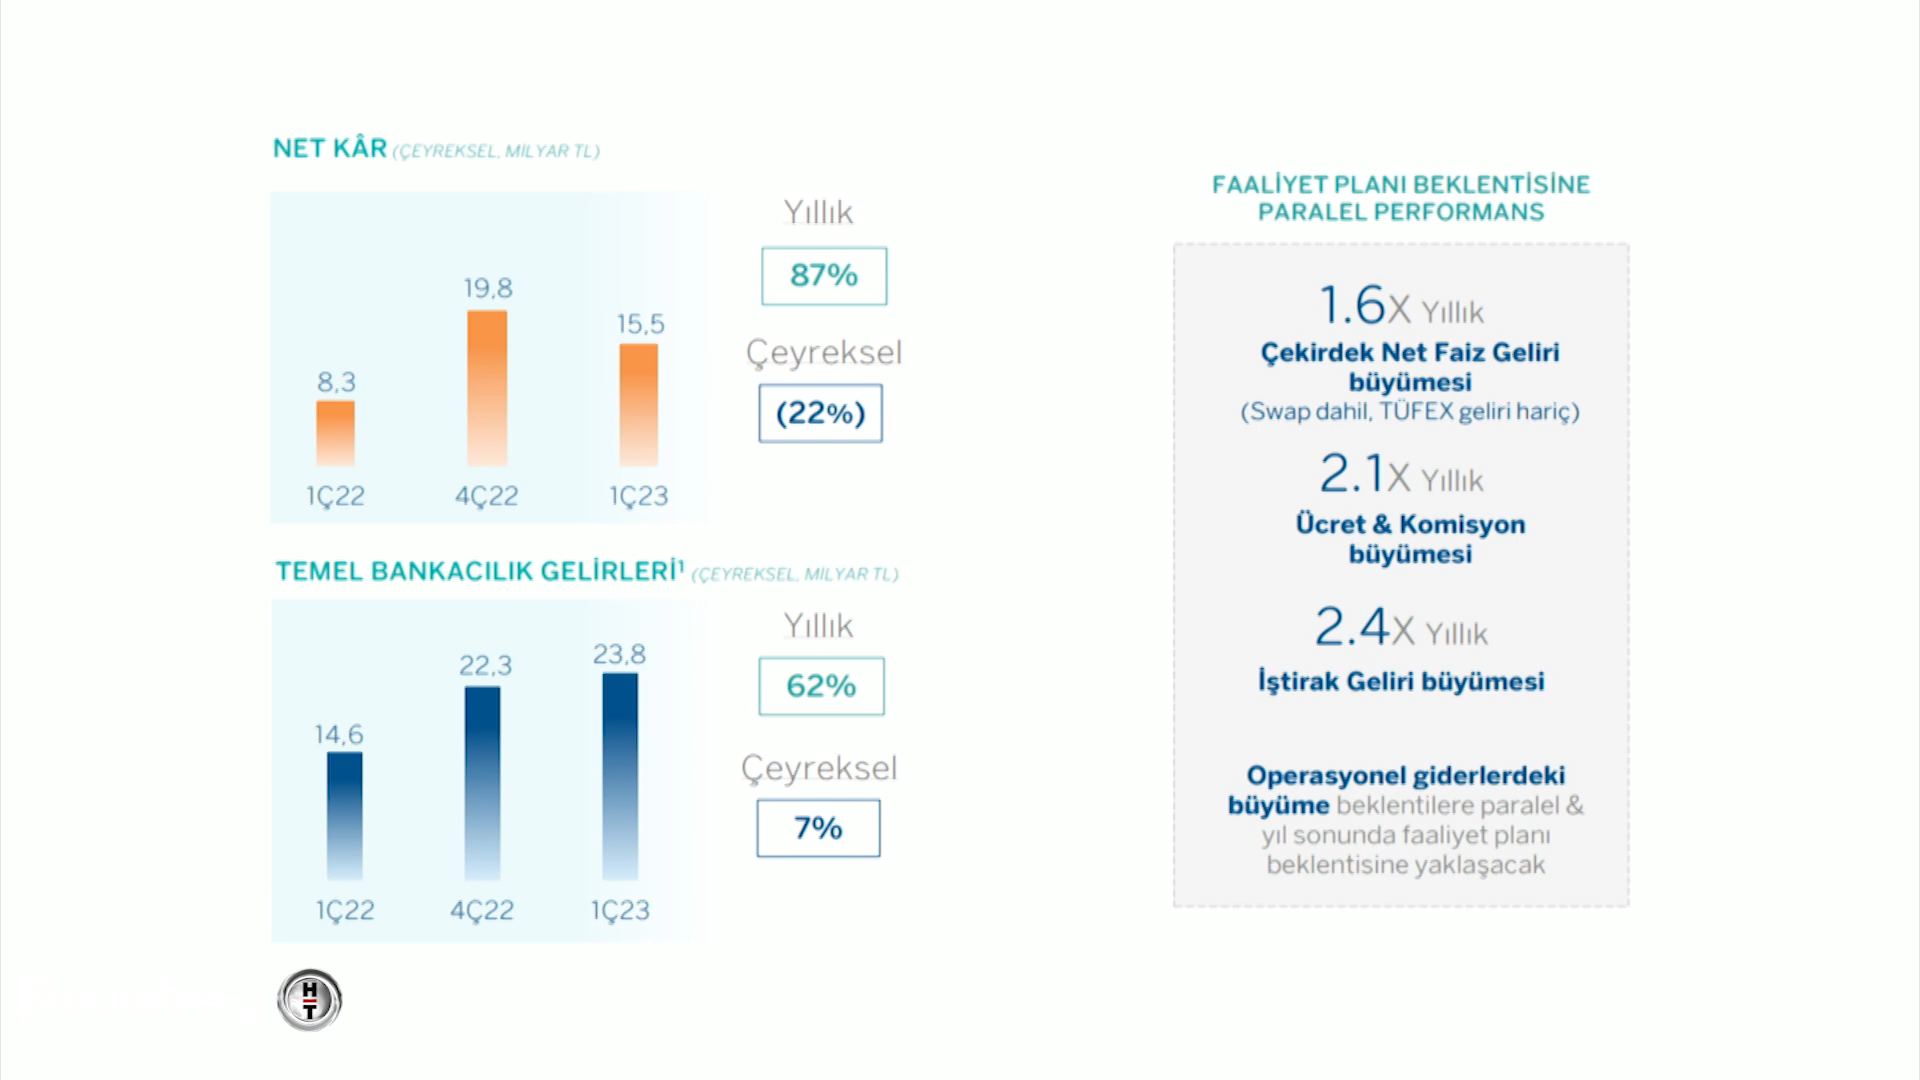 NET KÂR (ÇEYREKSEL, MİLYAR TL)
Yıllık
87%
Çeyreksel
(22%)
8,3
19,8
15,5
1Ç22
4Ç22
1Ç23
TEMEL BANKACILIK GELİRLERİ¹ (ÇEYREKSEL, MİLYAR TL)
Yıllık
62%
Çeyreksel
7%
14,6
22,3
23,8
1Ç22
4Ç22
1Ç23
FAALİYET PLANI BEKLENTİSİNE
PARALEL PERFORMANS
1.6X Yıllık
Çekirdek Net Faiz Geliri
büyümesi
(Swap dahil, TÜFEX geliri hariç)
2.1X Yıllık
Ücret & Komisyon
büyümesi
2.4X Yıllık
İştirak Geliri büyümesi
Operasyonel giderlerdeki
büyüme beklentilere paralel &
yıl sonunda faaliyet planı
beklentisine yaklaşacak
H
T